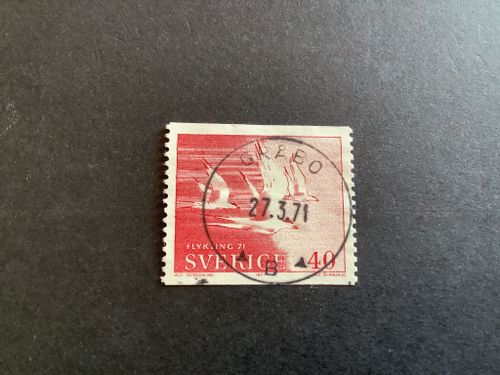 GREBO
27.3.71
FLYKTING 71
SVERIGE 40
B